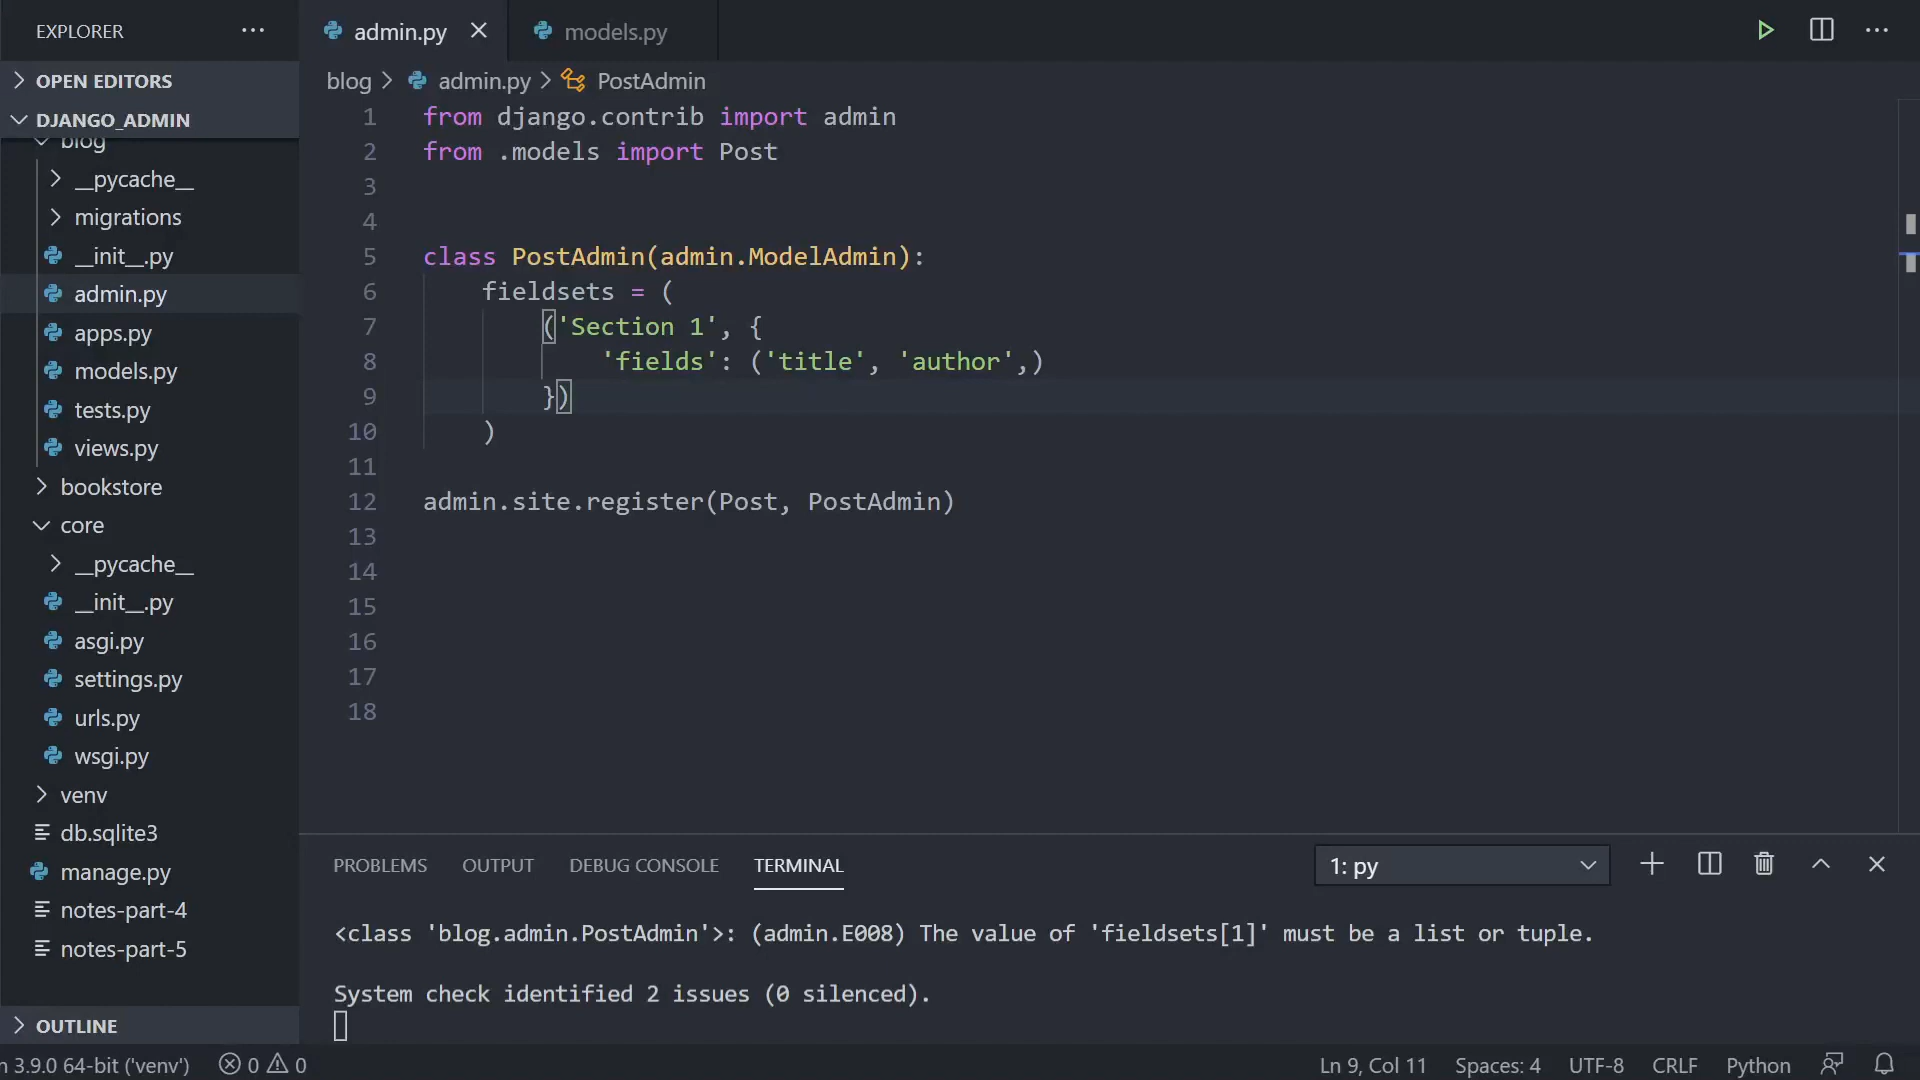 EXPLORER
OPEN EDITORS
DJANGO_ADMIN
blog
__pycache__
migrations
__init__.py
admin.py
apps.py
models.py
tests.py
views.py
bookstore
core
__pycache__
__init__.py
asgi.py
settings.py
urls.py
wsgi.py
venv
db.sqlite3
manage.py
notes-part-4
notes-part-5
OUTLINE
admin.py models.py
blog > admin.py > PostAdmin
1 from django.contrib import admin
2 from .models import Post
3
4
5 class PostAdmin(admin.ModelAdmin):
6 fieldsets = (
7 ('Section 1', {
8 'fields': ('title', 'author',)
9 })
10 )
11
12 admin.site.register(Post, PostAdmin)
13
14
15
16
17
18
PROBLEMS OUTPUT DEBUG CONSOLE TERMINAL 1: py
<class 'blog.admin.PostAdmin'>: (admin.E008) The value of 'fieldsets[1]' must be a list or tuple.
System check identified 2 issues (0 silenced).
n 3.9.0 64-bit ('venv') 0 0 Ln 9, Col 11 Spaces: 4 UTF-8 CRLF Python